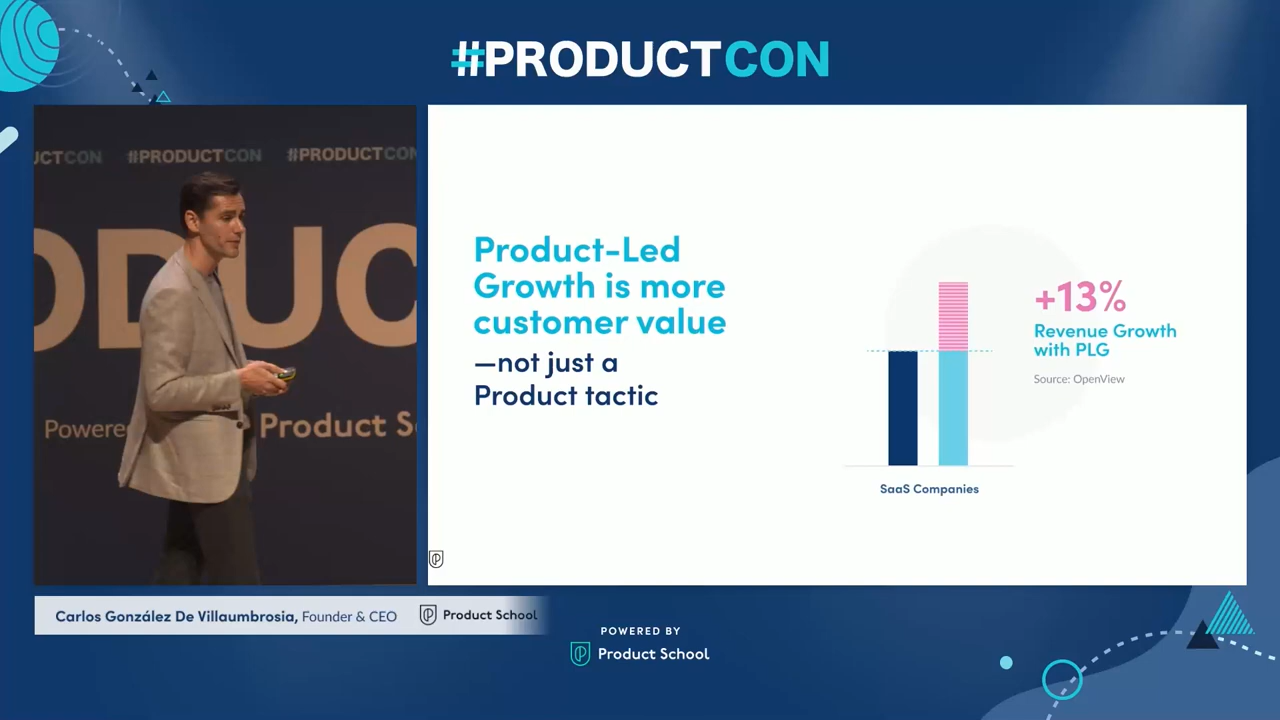 #PRODUCTCON
UCTCON #PRODUCTCON #PRODUCTCON
ODUC
Powere Product S
Product-Led
Growth is more
customer value
—not just a
Product tactic
+13%
Revenue Growth
with PLG
Source: OpenView
SaaS Companies
Carlos González De Villaumbrosia, Founder & CEO Product School
POWERED BY
Product School